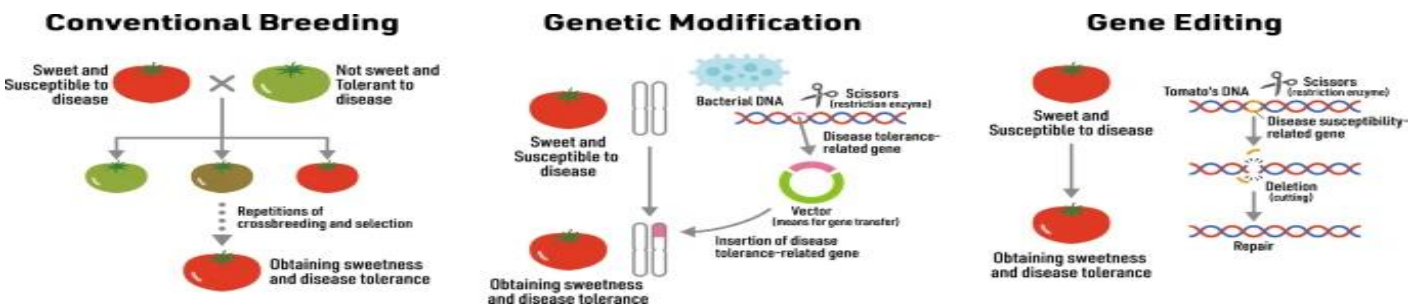 Conventional Breeding
Sweet and
Susceptible to
disease
Not sweet and
Tolerant to
disease
Repetitions of
crossbreeding and selection
Obtaining sweetness
and disease tolerance
Genetic Modification
Bacterial DNA
Scissors
(restriction enzyme)
Sweet and
Susceptible to
disease
Disease tolerance-
related gene
Vector
(means for gene transfer)
Insertion of disease
tolerance-related gene
Obtaining sweetness
and disease tolerance
Gene Editing
Sweet and
Susceptible to disease
Tomato's DNA
Scissors
(restriction enzyme)
Disease susceptibility-
related gene
Deletion
(cutting)
Repair
Obtaining sweetness
and disease tolerance